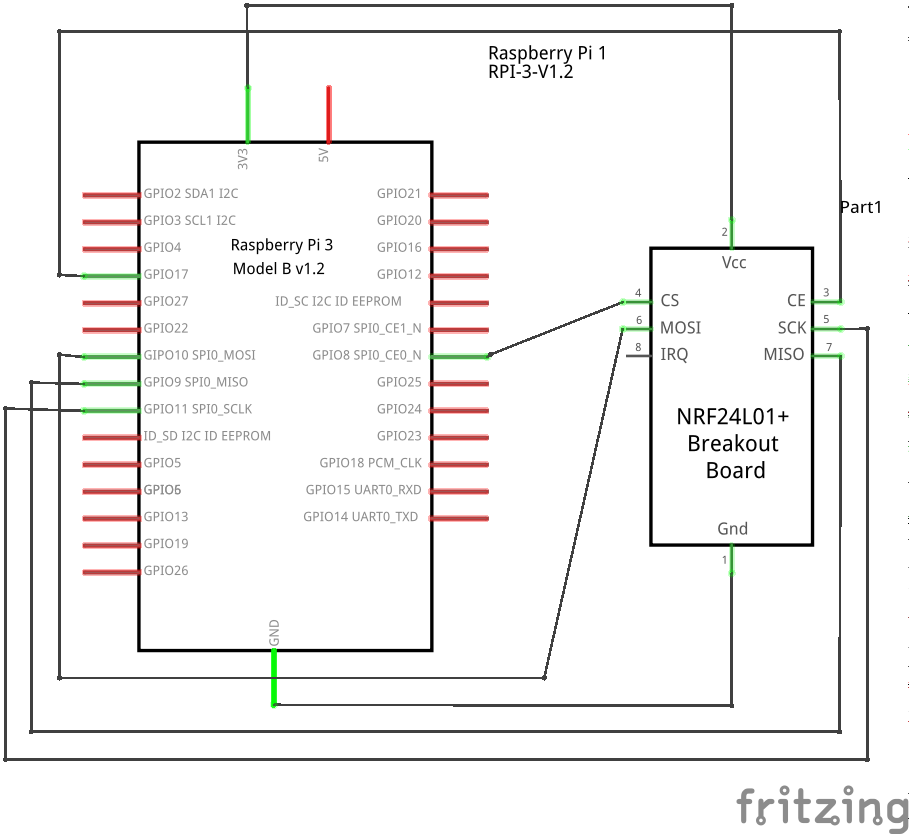 Raspberry Pi 1
RPI-3-V1.2
3V3
5V
GPIO2 SDA1 I2C
GPIO3 SCL1 I2C
GPIO4
GPIO17
GPIO27
GPIO22
GIPO10 SPI0_MOSI
GPIO9 SPI0_MISO
GPIO11 SPI0_SCLK
ID_SD I2C ID EEPROM
GPIO5
GPIO6
GPIO13
GPIO19
GPIO26
Raspberry Pi 3
Model B v1.2
GPIO21
GPIO20
GPIO16
GPIO12
ID_SC I2C ID EEPROM
GPIO7 SPI0_CE1_N
GPIO8 SPI0_CE0_N
GPIO25
GPIO24
GPIO23
GPIO18 PCM_CLK
GPIO15 UART0_RXD
GPIO14 UART0_TXD
GND
Part1
2
Vcc
4
CS
CE
3
6
MOSI
SCK
5
8
IRQ
MISO
7
NRF24L01+
Breakout
Board
Gnd
1
fritzing